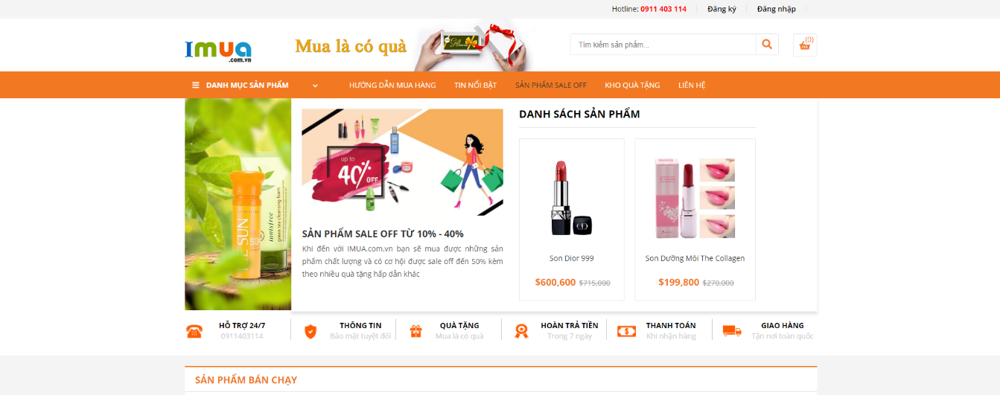 Hotline: 0911 403 114
Đăng ký
Đăng nhập
IMUA
.com.vn
Mua là có quà
Gift
Tìm kiếm sản phẩm...
(0)
DANH MỤC SẢN PHẨM
HƯỚNG DẪN MUA HÀNG
TIN NỔI BẬT
SẢN PHẨM SALE OFF
KHO QUÀ TẶNG
LIÊN HỆ
SUN
innisfree
green tea cleansing foam
up to
40%
OFF
SẢN PHẨM SALE OFF TỪ 10% - 40%
Khi đến với IMUA.com.vn bạn sẽ mua được những sản
phẩm chất lượng và có cơ hội được sale off đến 50% kèm
theo nhiều quà tặng hấp dẫn khác
DANH SÁCH SẢN PHẨM
Son Dior 999
$600,600 $715,000
Son Dưỡng Môi The Collagen
$199,800 $270,000
HỖ TRỢ 24/7
0911403114
THÔNG TIN
Bảo mật tuyệt đối
QUÀ TẶNG
Mua là có quà
HOÀN TRẢ TIỀN
Trong 7 ngày
THANH TOÁN
Khi nhận hàng
GIAO HÀNG
Tận nơi toàn quốc
SẢN PHẨM BÁN CHẠY